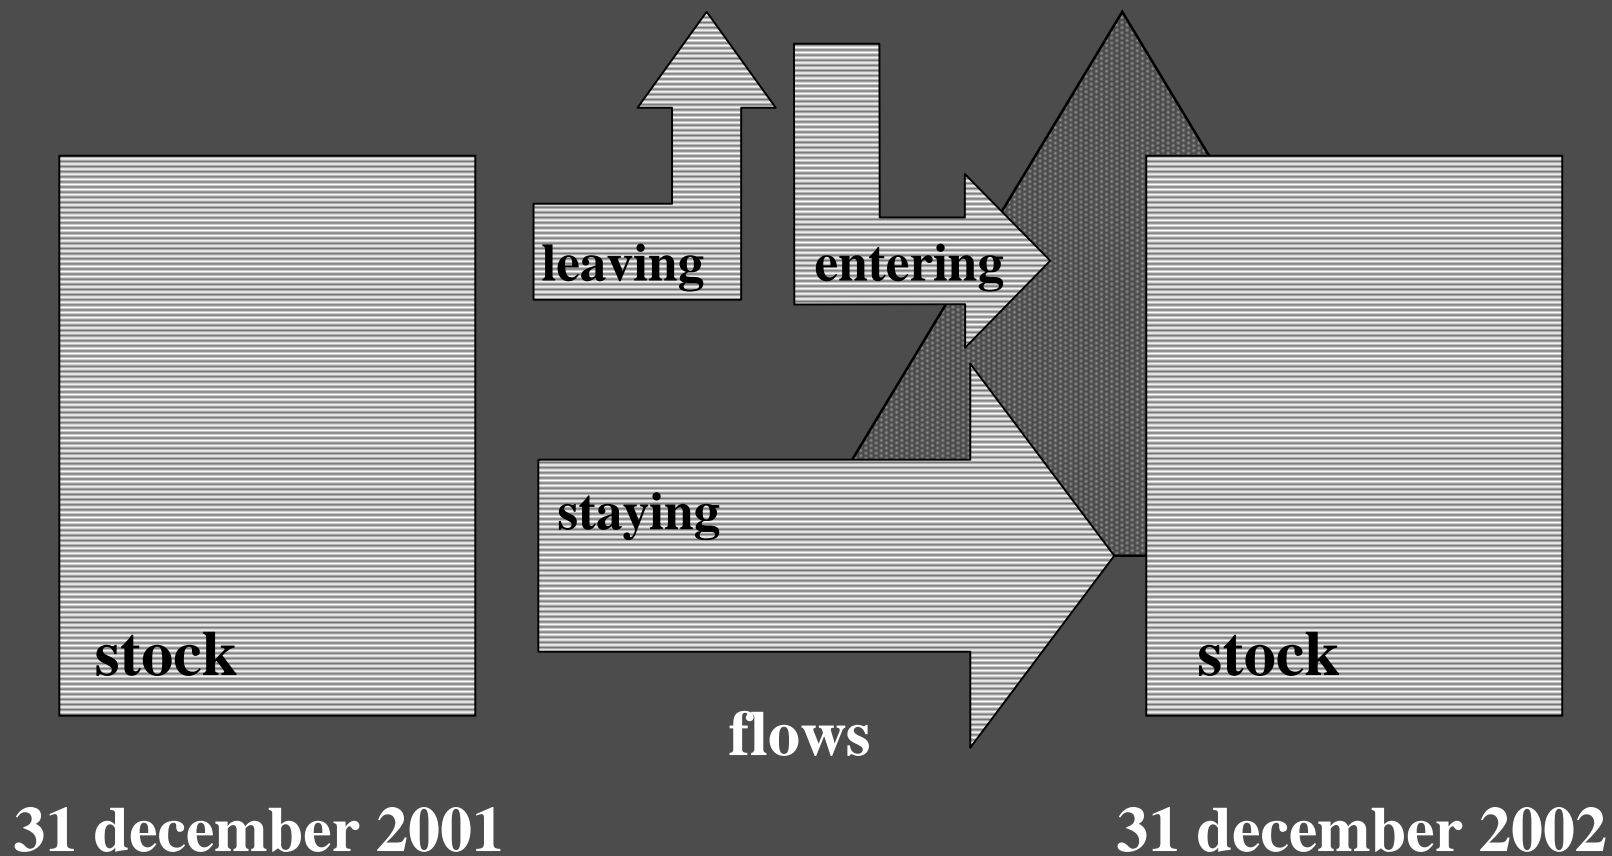 leaving
entering
staying
stock
stock
flows
31 december 2001
31 december 2002